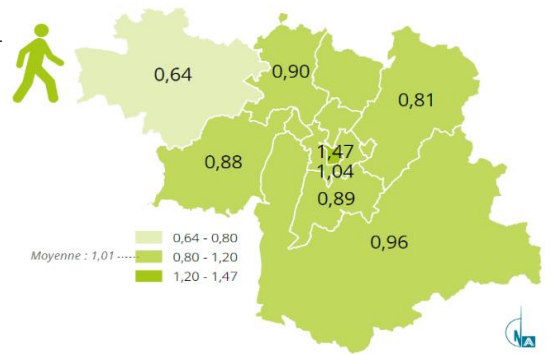 0,64
0,90
0,81
1,47
0,88
1,04
0,89
0,96
0,64 - 0,80
Moyenne : 1,01 ...... 0,80 - 1,20
1,20 - 1,47
A